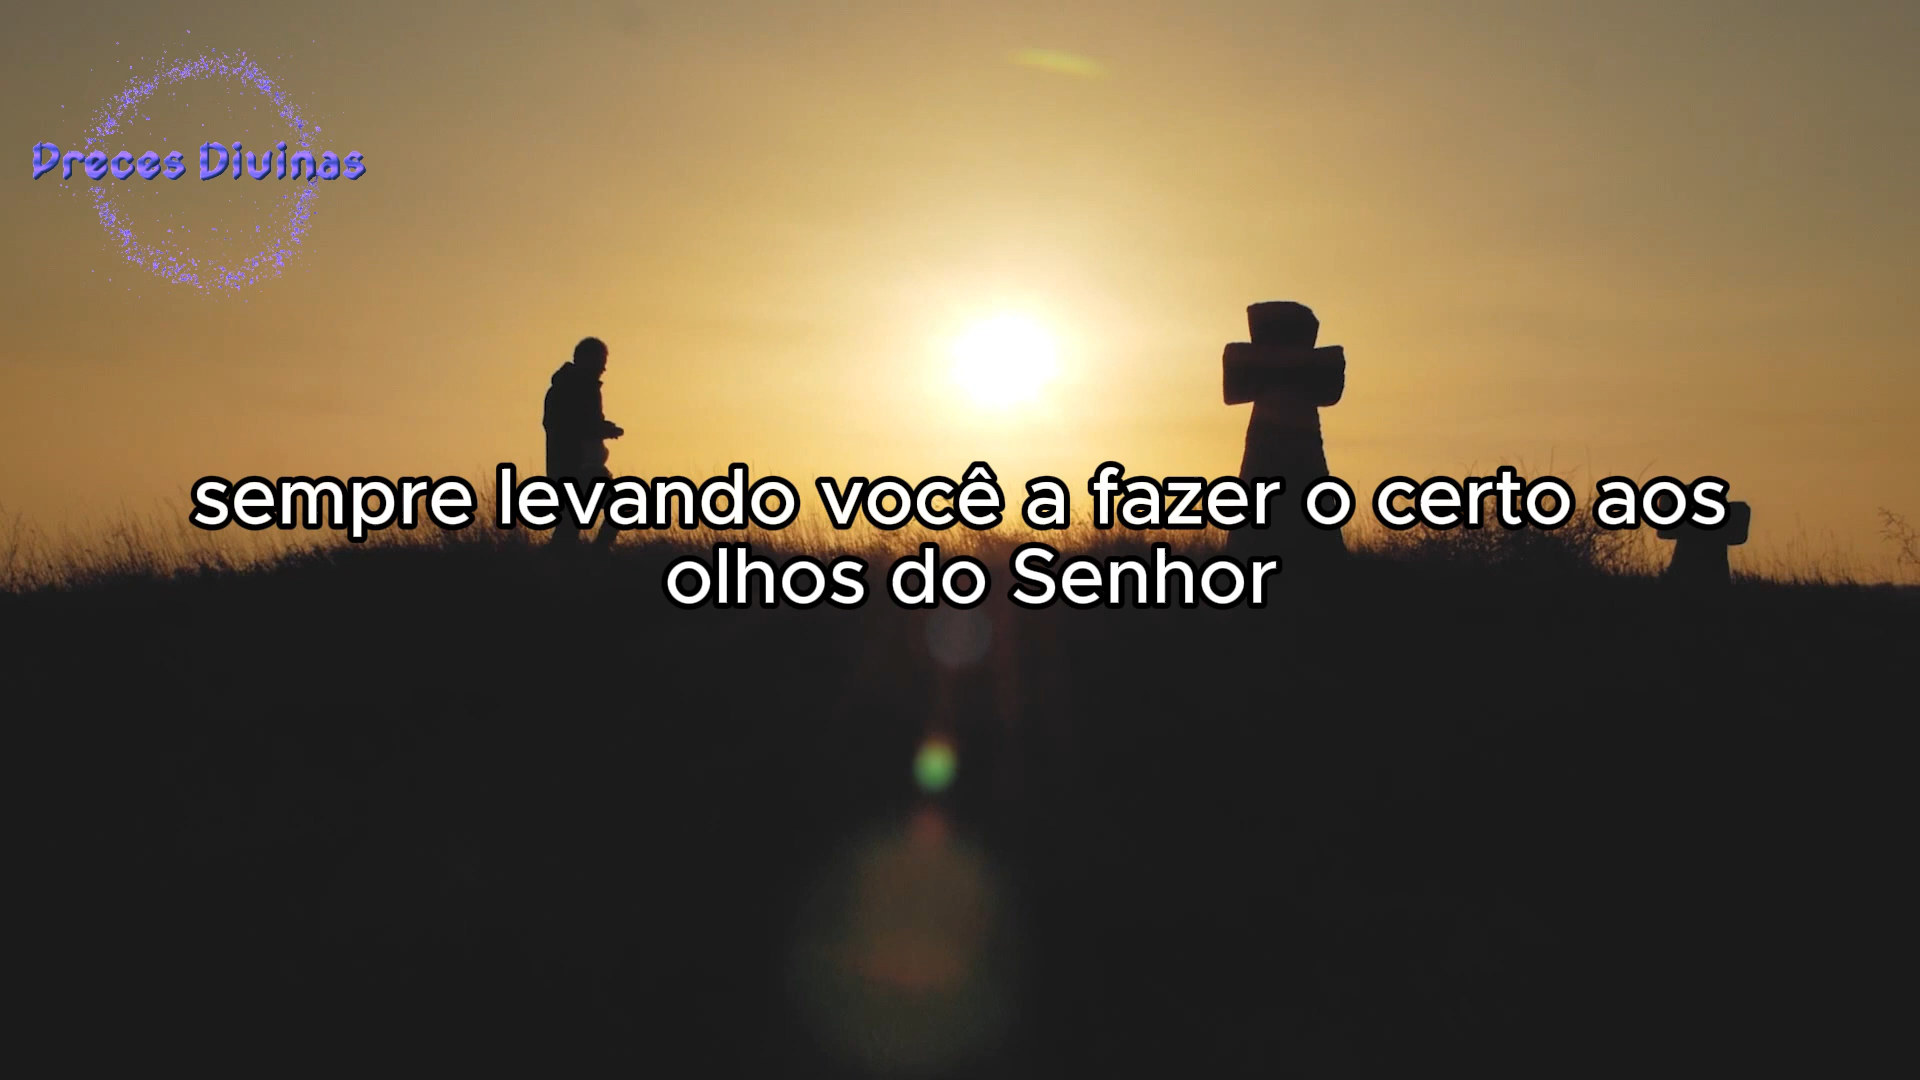 Preces Divinas
sempre levando você a fazer o certo aos
olhos do Senhor